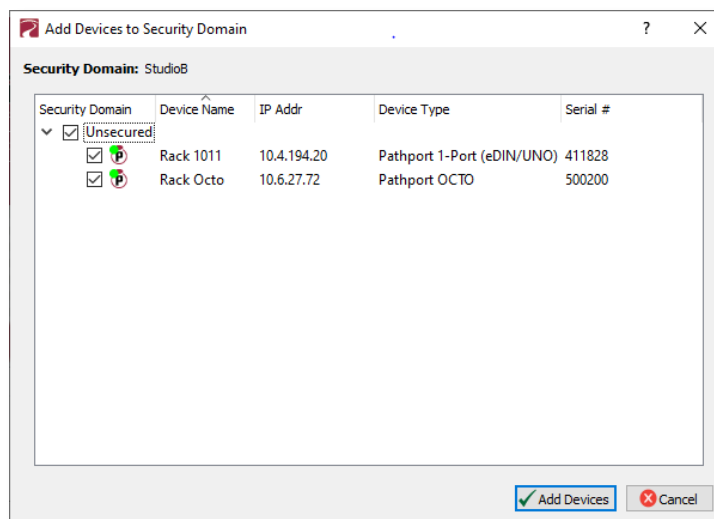 Add Devices to Security Domain ?
Security Domain: StudioB
Security Domain Device Name IP Addr Device Type Serial #
Unsecured
P Rack 1011 10.4.194.20 Pathport 1-Port (eDIN/UNO) 411828
P Rack Octo 10.6.27.72 Pathport OCTO 500200
Add Devices Cancel